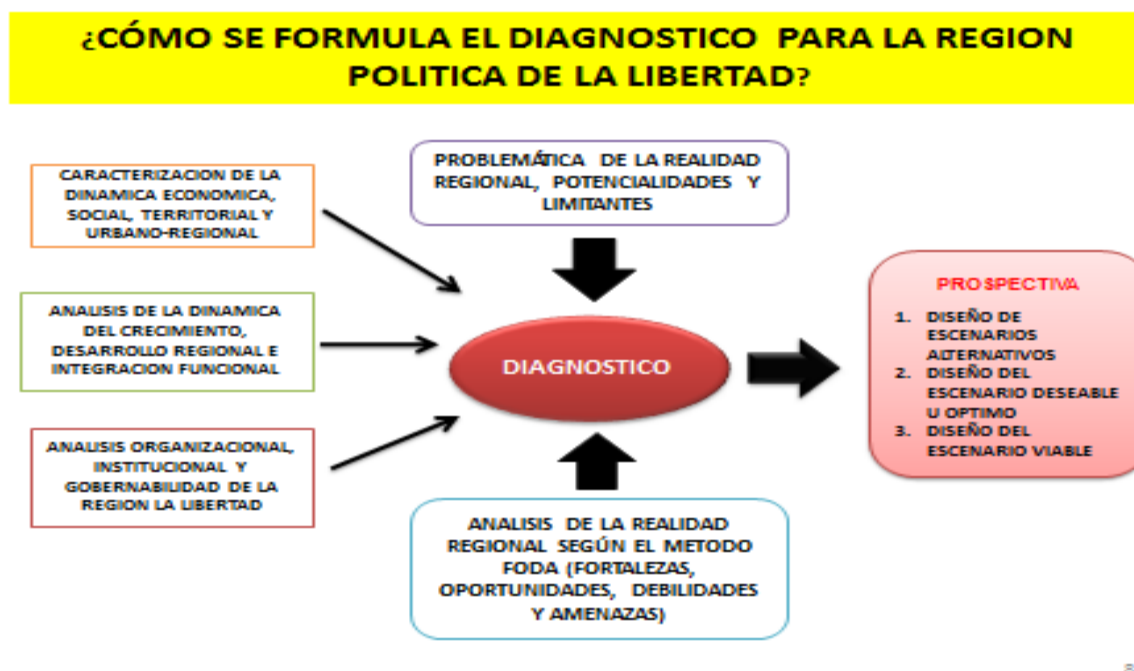 ¿CÓMO SE FORMULA EL DIAGNOSTICO PARA LA REGION
POLITICA DE LA LIBERTAD?
CARACTERIZACION DE LA
DINAMICA ECONOMICA,
SOCIAL, TERRITORIAL Y
URBANO-REGIONAL
PROBLEMÁTICA DE LA REALIDAD
REGIONAL, POTENCIALIDADES Y
LIMITANTES
ANALISIS DE LA DINAMICA
DEL CRECIMIENTO,
DESARROLLO REGIONAL E
INTEGRACION FUNCIONAL
DIAGNOSTICO
PROSPECTIVA
1. DISEÑO DE
ESCENARIOS
ALTERNATIVOS
2. DISEÑO DEL
ESCENARIO DESEABLE
U OPTIMO
3. DISEÑO DEL
ESCENARIO VIABLE
ANALISIS ORGANIZACIONAL,
INSTITUCIONAL Y
GOBERNABILIDAD DE LA
REGION LA LIBERTAD
ANALISIS DE LA REALIDAD
REGIONAL SEGÚN EL METODO
FODA (FORTALEZAS,
OPORTUNIDADES, DEBILIDADES
Y AMENAZAS)